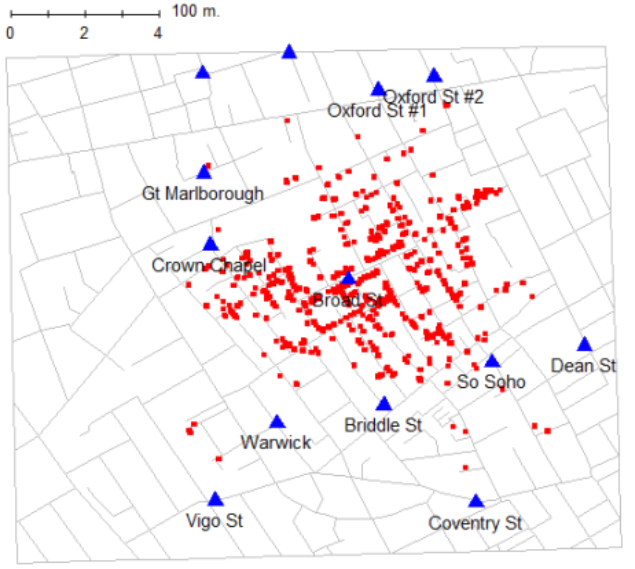 100 m.
0 2 4
Oxford St #2
Oxford St #1
Gt Marlborough
Crown Chapel
Broad St
Dean St
So Soho
Briddle St
Warwick
Vigo St
Coventry St